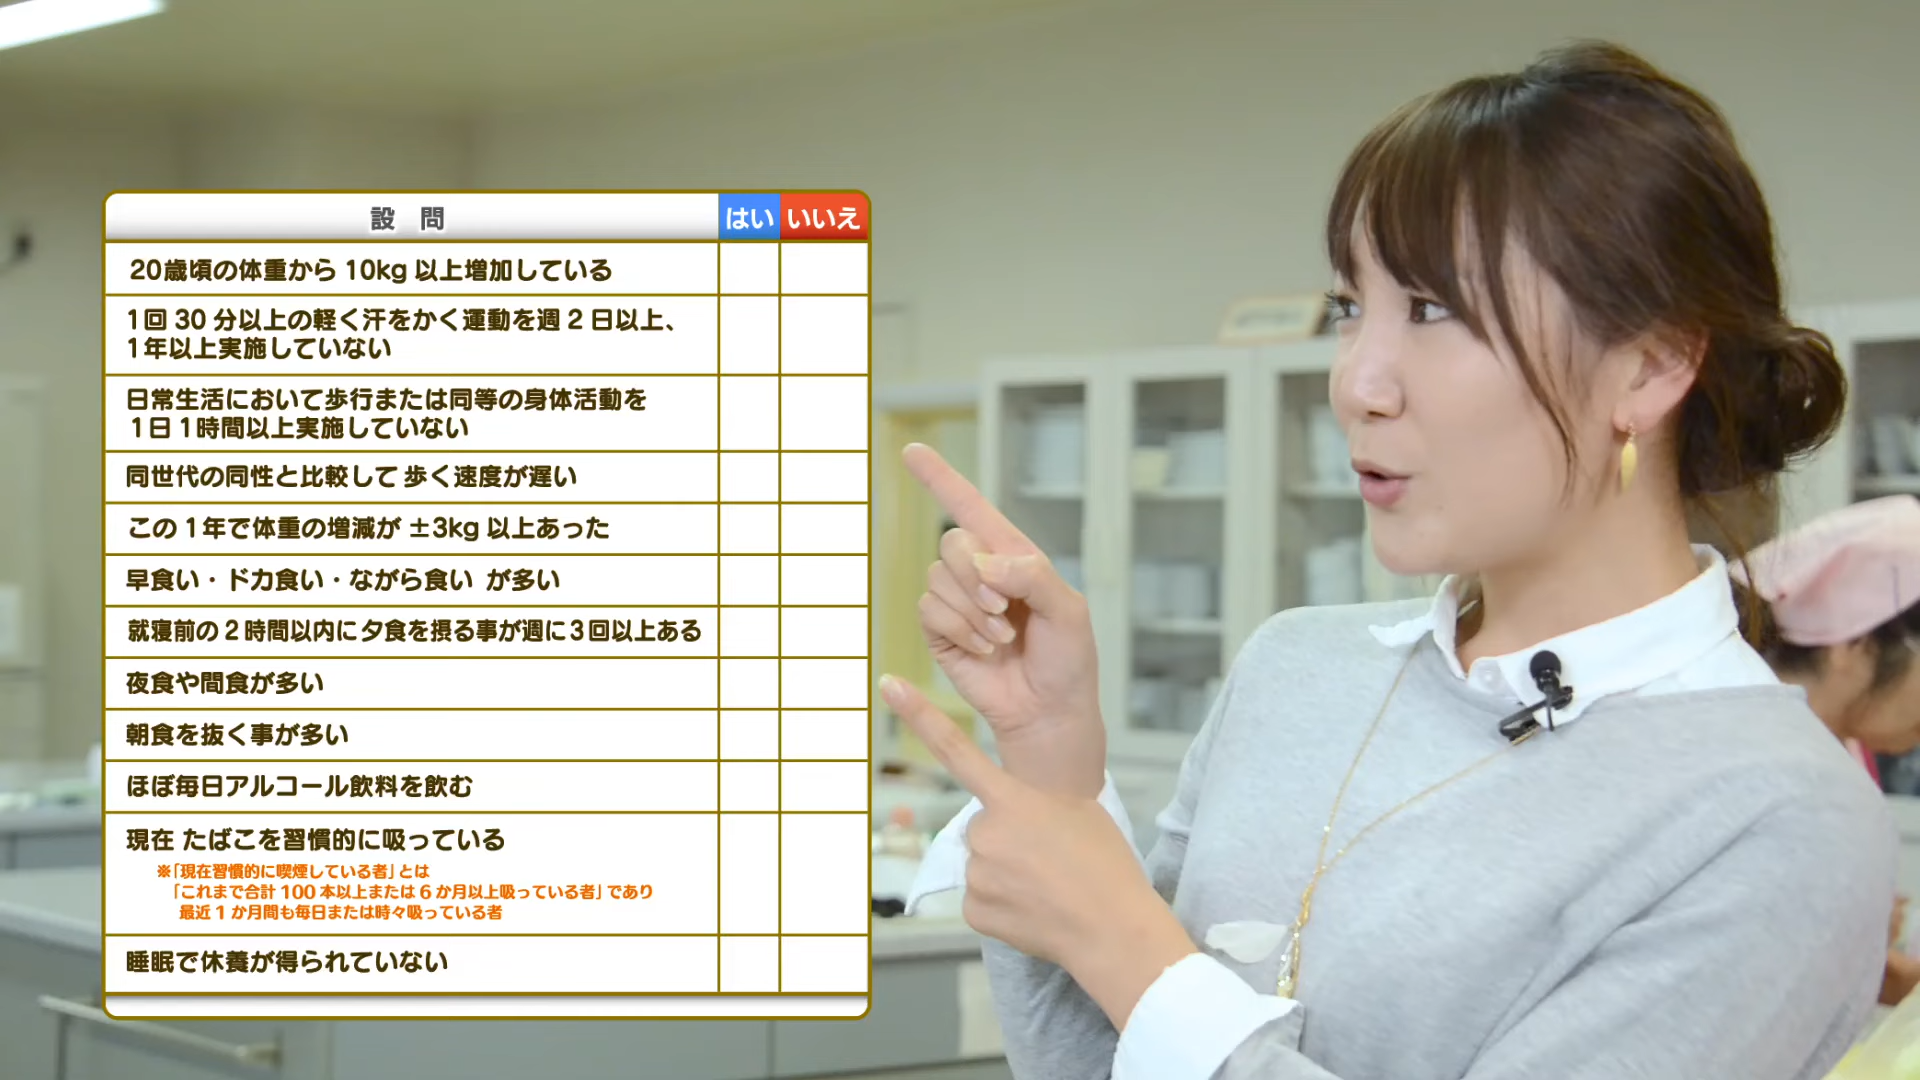 設 問 はい いいえ
20歳頃の体重から 10kg 以上増加している
1回 30 分以上の軽く汗をかく運動を週 2 日以上、
1年以上実施していない
日常生活において歩行または同等の身体活動を
1日 1時間以上実施していない
同世代の同性と比較して 歩く速度が遅い
この 1年で体重の増減が ±3kg 以上あった
早食い・ドカ食い・ながら食い が多い
就寝前の 2 時間以内に夕食を摂る事が週に 3 回以上ある
夜食や間食が多い
朝食を抜く事が多い
ほぼ毎日アルコール飲料を飲む
現在 たばこを習慣的に吸っている
※「現在習慣的に喫煙している者」とは
「これまで合計 100 本以上または 6 か月以上吸っている者」であり
最近 1 か月間も毎日または時々吸っている者
睡眠で休養が得られていない